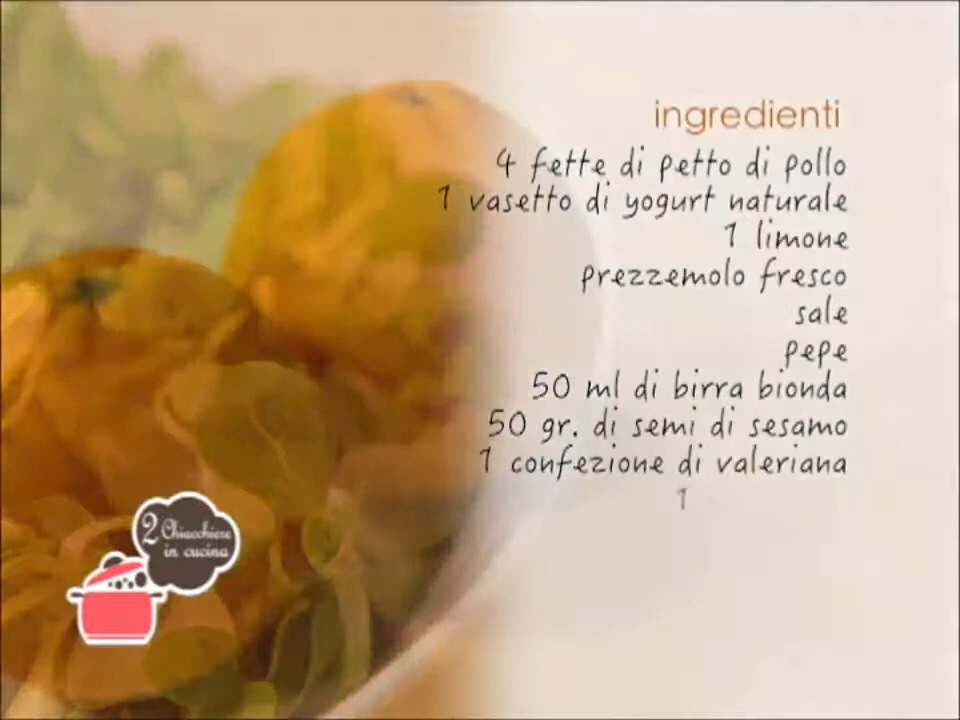 ingredienti
4 fette di petto di pollo
1 vasetto di yogurt naturale
1 limone
prezzemolo fresco
sale
pepe
50 ml di birra bionda
50 gr. di semi di sesamo
1 confezione di valeriana
1
2 Chiacchiere
in cucina